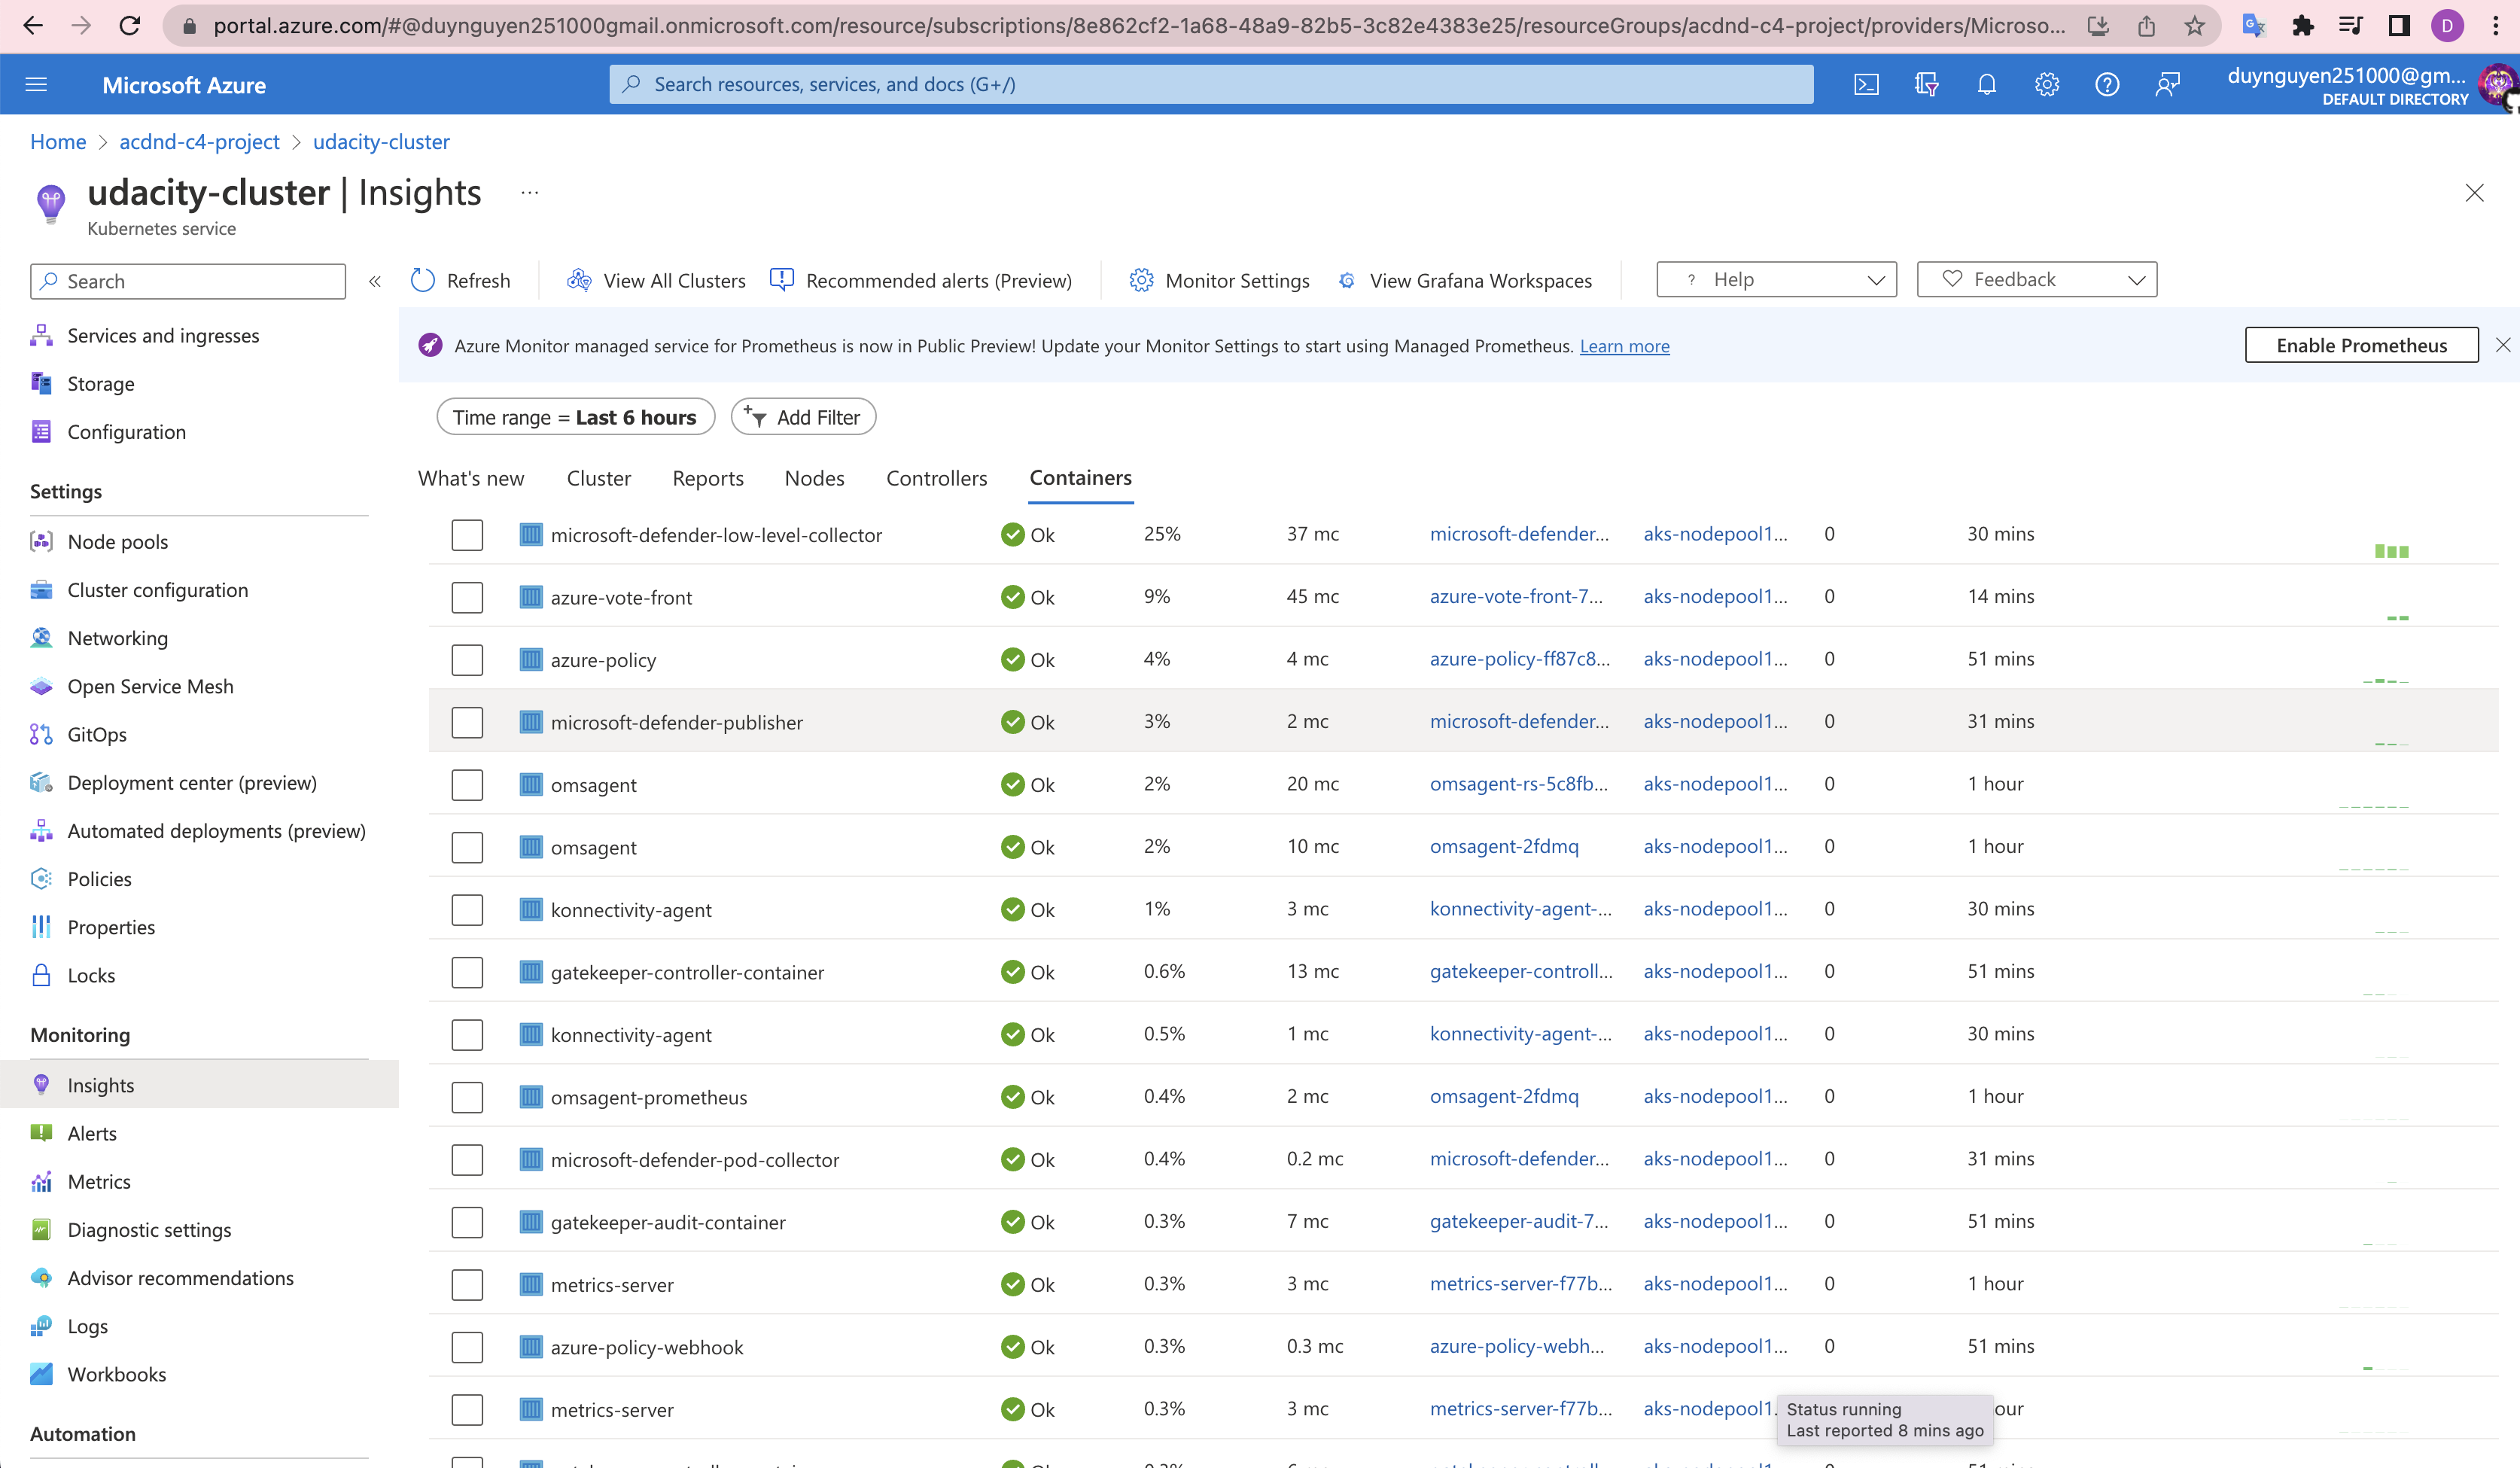 portal.azure.com/#@duynguyen251000gmail.onmicrosoft.com/resource/subscriptions/8e862cf2-1a68-48a9-82b5-3c82e4383e25/resourceGroups/acdnd-c4-project/providers/Microso...
D
Microsoft Azure
Search resources, services, and docs (G+/)
duynguyen251000@gm...
DEFAULT DIRECTORY
Home > acdnd-c4-project > udacity-cluster
udacity-cluster | Insights ...
Kubernetes service
Search
«
Refresh
View All Clusters
Recommended alerts (Preview)
Monitor Settings
View Grafana Workspaces
? Help
Feedback
Services and ingresses
Storage
Configuration
Settings
Node pools
Cluster configuration
Networking
Open Service Mesh
GitOps
Deployment center (preview)
Automated deployments (preview)
Policies
Properties
Locks
Monitoring
Insights
Alerts
Metrics
Diagnostic settings
Advisor recommendations
Logs
Workbooks
Automation
Azure Monitor managed service for Prometheus is now in Public Preview! Update your Monitor Settings to start using Managed Prometheus. Learn more
Enable Prometheus
Time range = Last 6 hours
Add Filter
What's new Cluster Reports Nodes Controllers Containers
microsoft-defender-low-level-collector Ok 25% 37 mc microsoft-defender... aks-nodepool1... 0 30 mins
azure-vote-front Ok 9% 45 mc azure-vote-front-7... aks-nodepool1... 0 14 mins
azure-policy Ok 4% 4 mc azure-policy-ff87c8... aks-nodepool1... 0 51 mins
microsoft-defender-publisher Ok 3% 2 mc microsoft-defender... aks-nodepool1... 0 31 mins
omsagent Ok 2% 20 mc omsagent-rs-5c8fb... aks-nodepool1... 0 1 hour
omsagent Ok 2% 10 mc omsagent-2fdmq aks-nodepool1... 0 1 hour
konnectivity-agent Ok 1% 3 mc konnectivity-agent-... aks-nodepool1... 0 30 mins
gatekeeper-controller-container Ok 0.6% 13 mc gatekeeper-controll... aks-nodepool1... 0 51 mins
konnectivity-agent Ok 0.5% 1 mc konnectivity-agent-... aks-nodepool1... 0 30 mins
omsagent-prometheus Ok 0.4% 2 mc omsagent-2fdmq aks-nodepool1... 0 1 hour
microsoft-defender-pod-collector Ok 0.4% 0.2 mc microsoft-defender... aks-nodepool1... 0 31 mins
gatekeeper-audit-container Ok 0.3% 7 mc gatekeeper-audit-7... aks-nodepool1... 0 51 mins
metrics-server Ok 0.3% 3 mc metrics-server-f77b... aks-nodepool1... 0 1 hour
azure-policy-webhook Ok 0.3% 0.3 mc azure-policy-webh... aks-nodepool1... 0 51 mins
metrics-server Ok 0.3% 3 mc metrics-server-f77b... aks-nodepool1. our
Status running
Last reported 8 mins ago